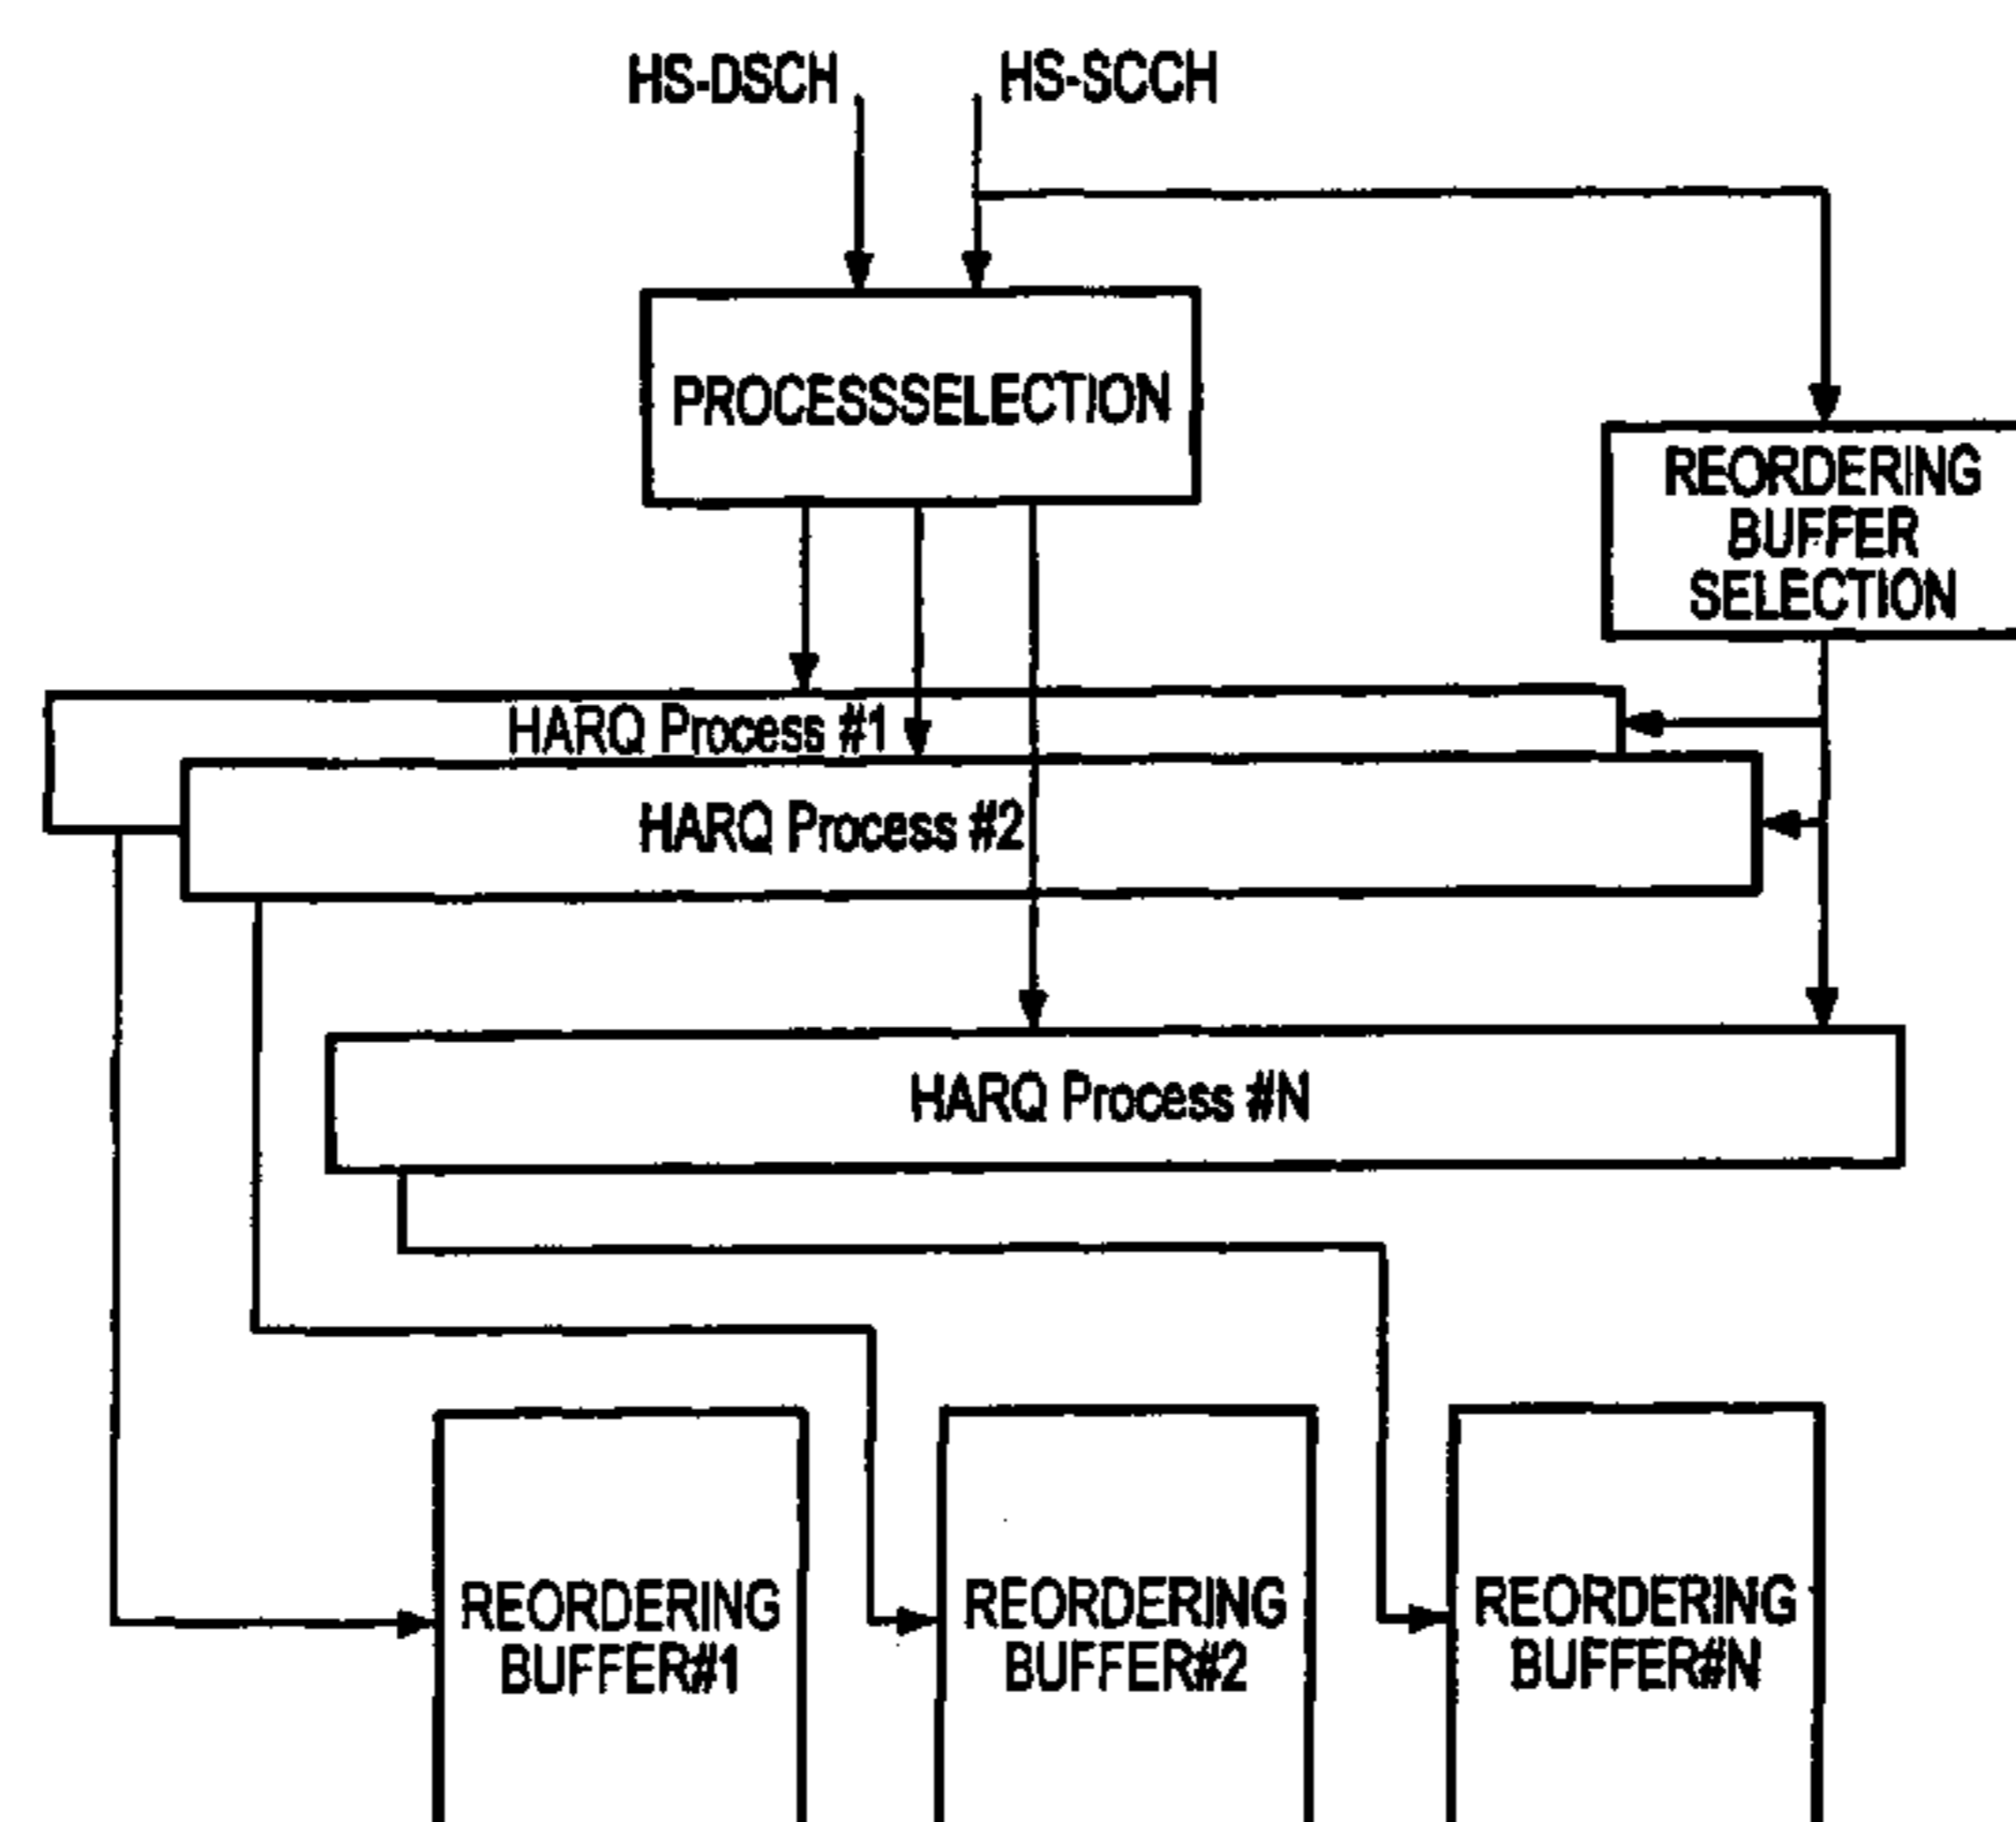 HS-DSCH
HS-SCCH
PROCESSSELECTION
REORDERING
BUFFER
SELECTION
HARQ Process #1
HARQ Process #2
HARQ Process #N
REORDERING
BUFFER#1
REORDERING
BUFFER#2
REORDERING
BUFFER#N